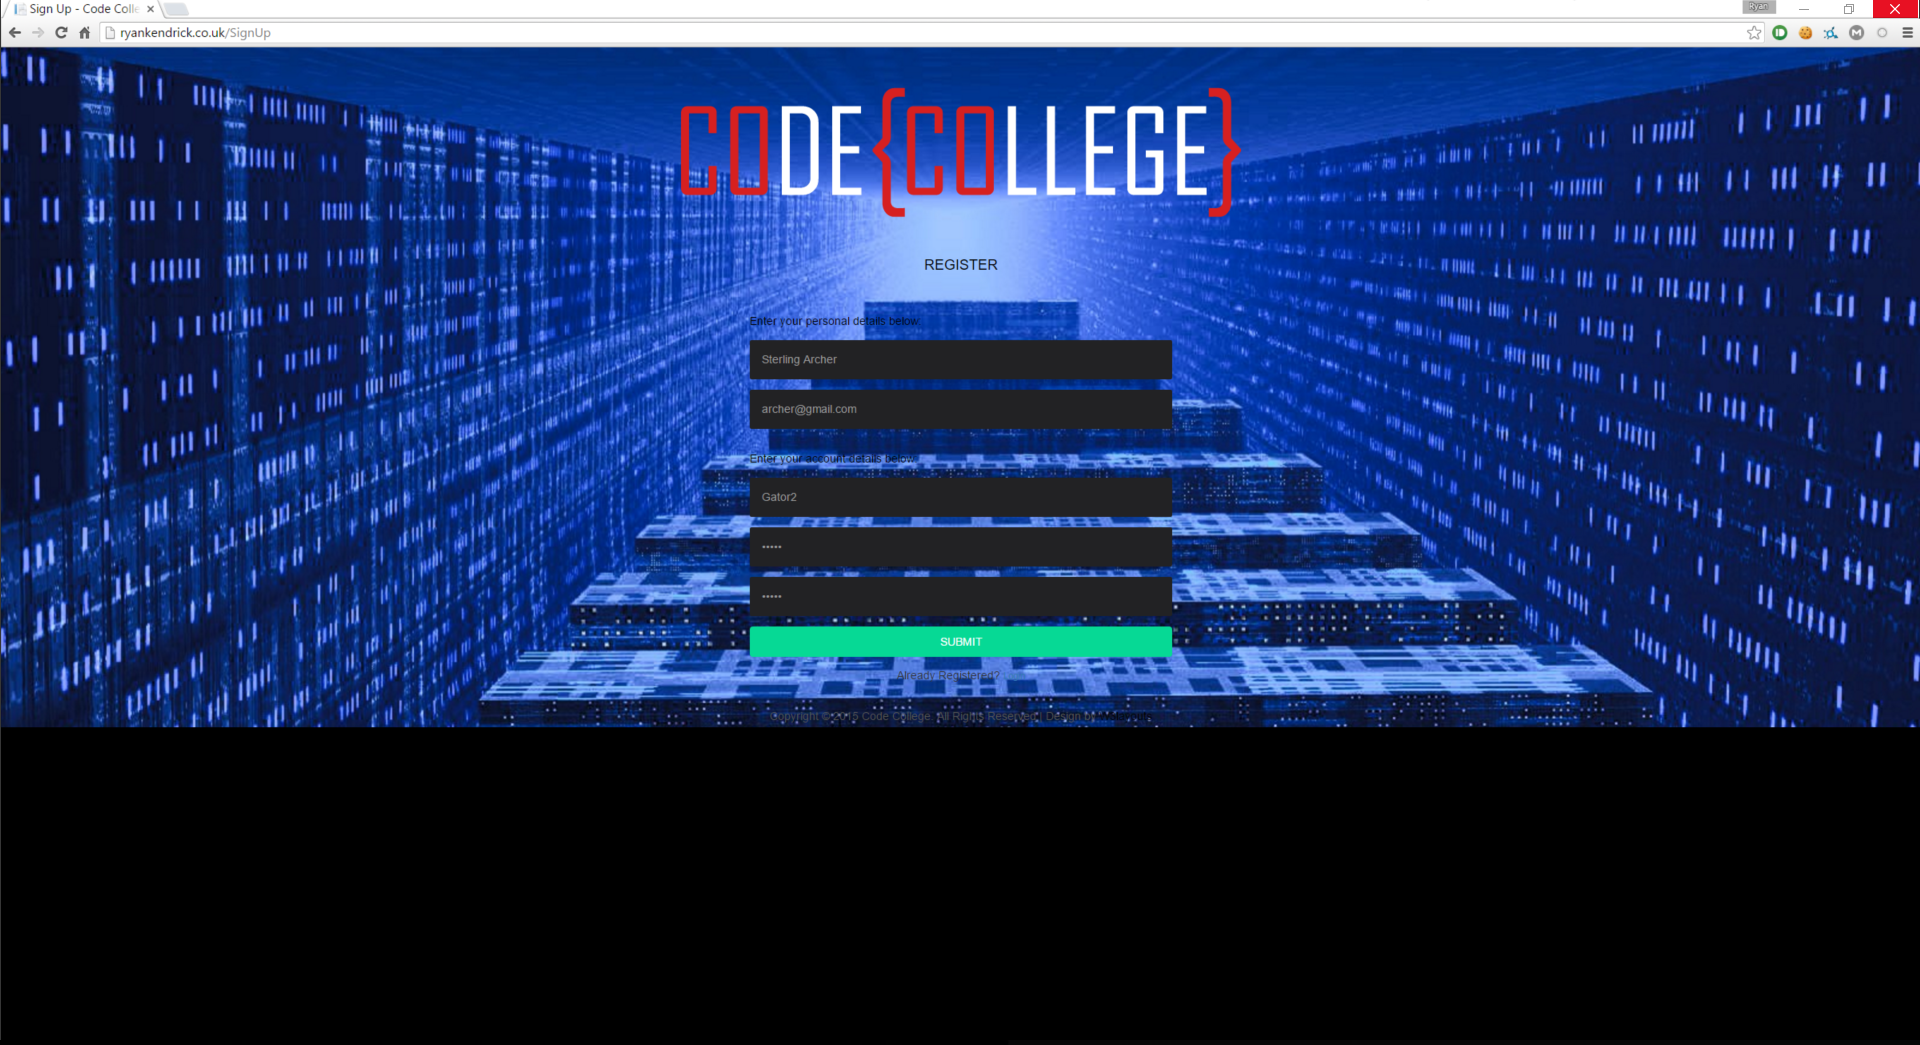 Sign Up - Code Colle
Ryan
ryankendrick.co.uk/SignUp
CODE{COLLEGE}
REGISTER
Enter your personal details below:
Sterling Archer
archer@gmail.com
Enter your account details below:
Gator2
•••••
•••••
SUBMIT
Already Registered?
Copyright © 2015 Code College. All Rights Reserved | Design by